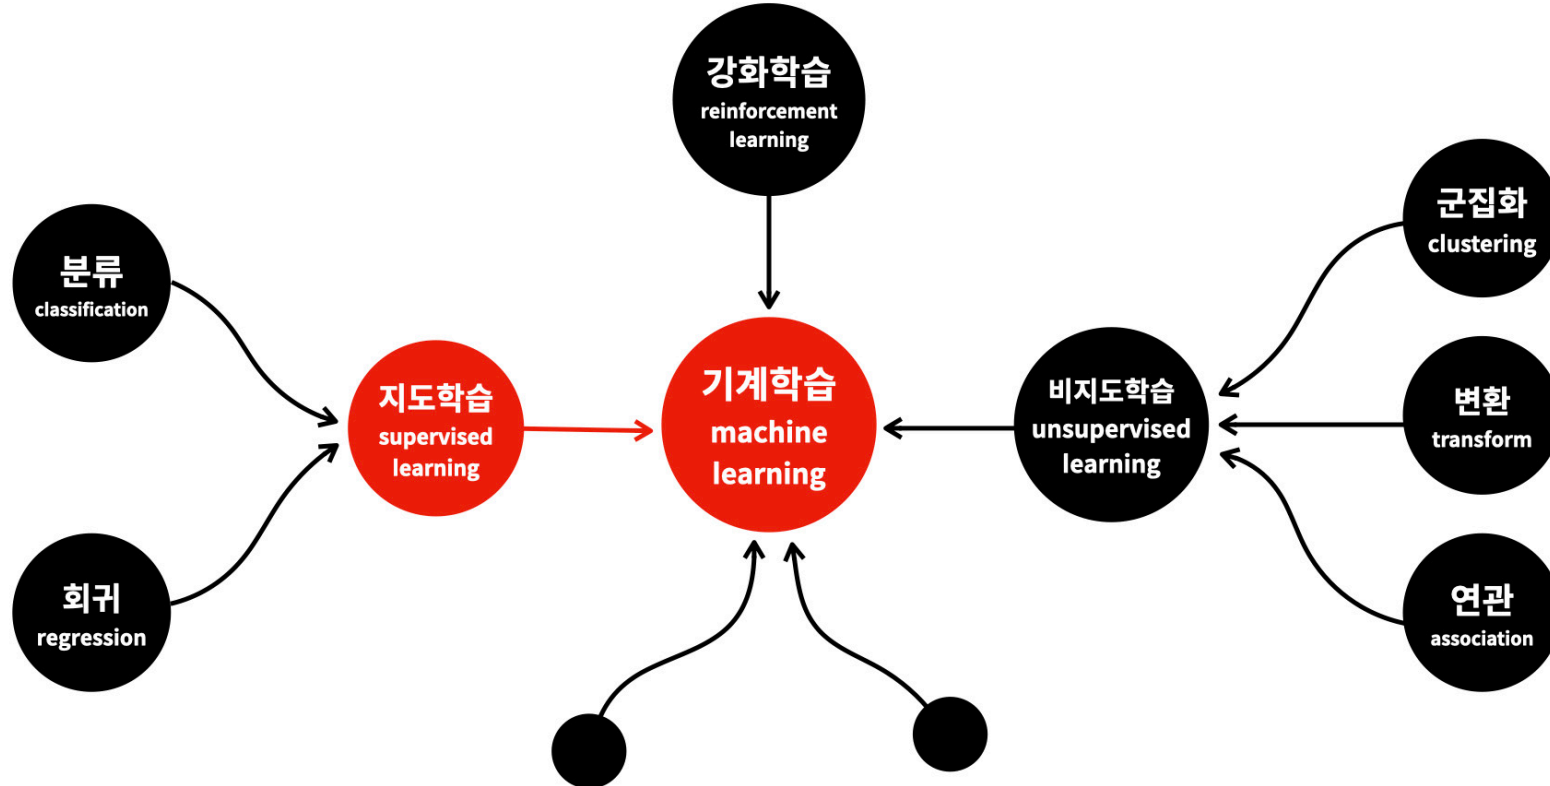 강화학습
reinforcement
learning
분류
classification
회귀
regression
지도학습
supervised
learning
기계학습
machine
learning
비지도학습
unsupervised
learning
군집화
clustering
변환
transform
연관
association